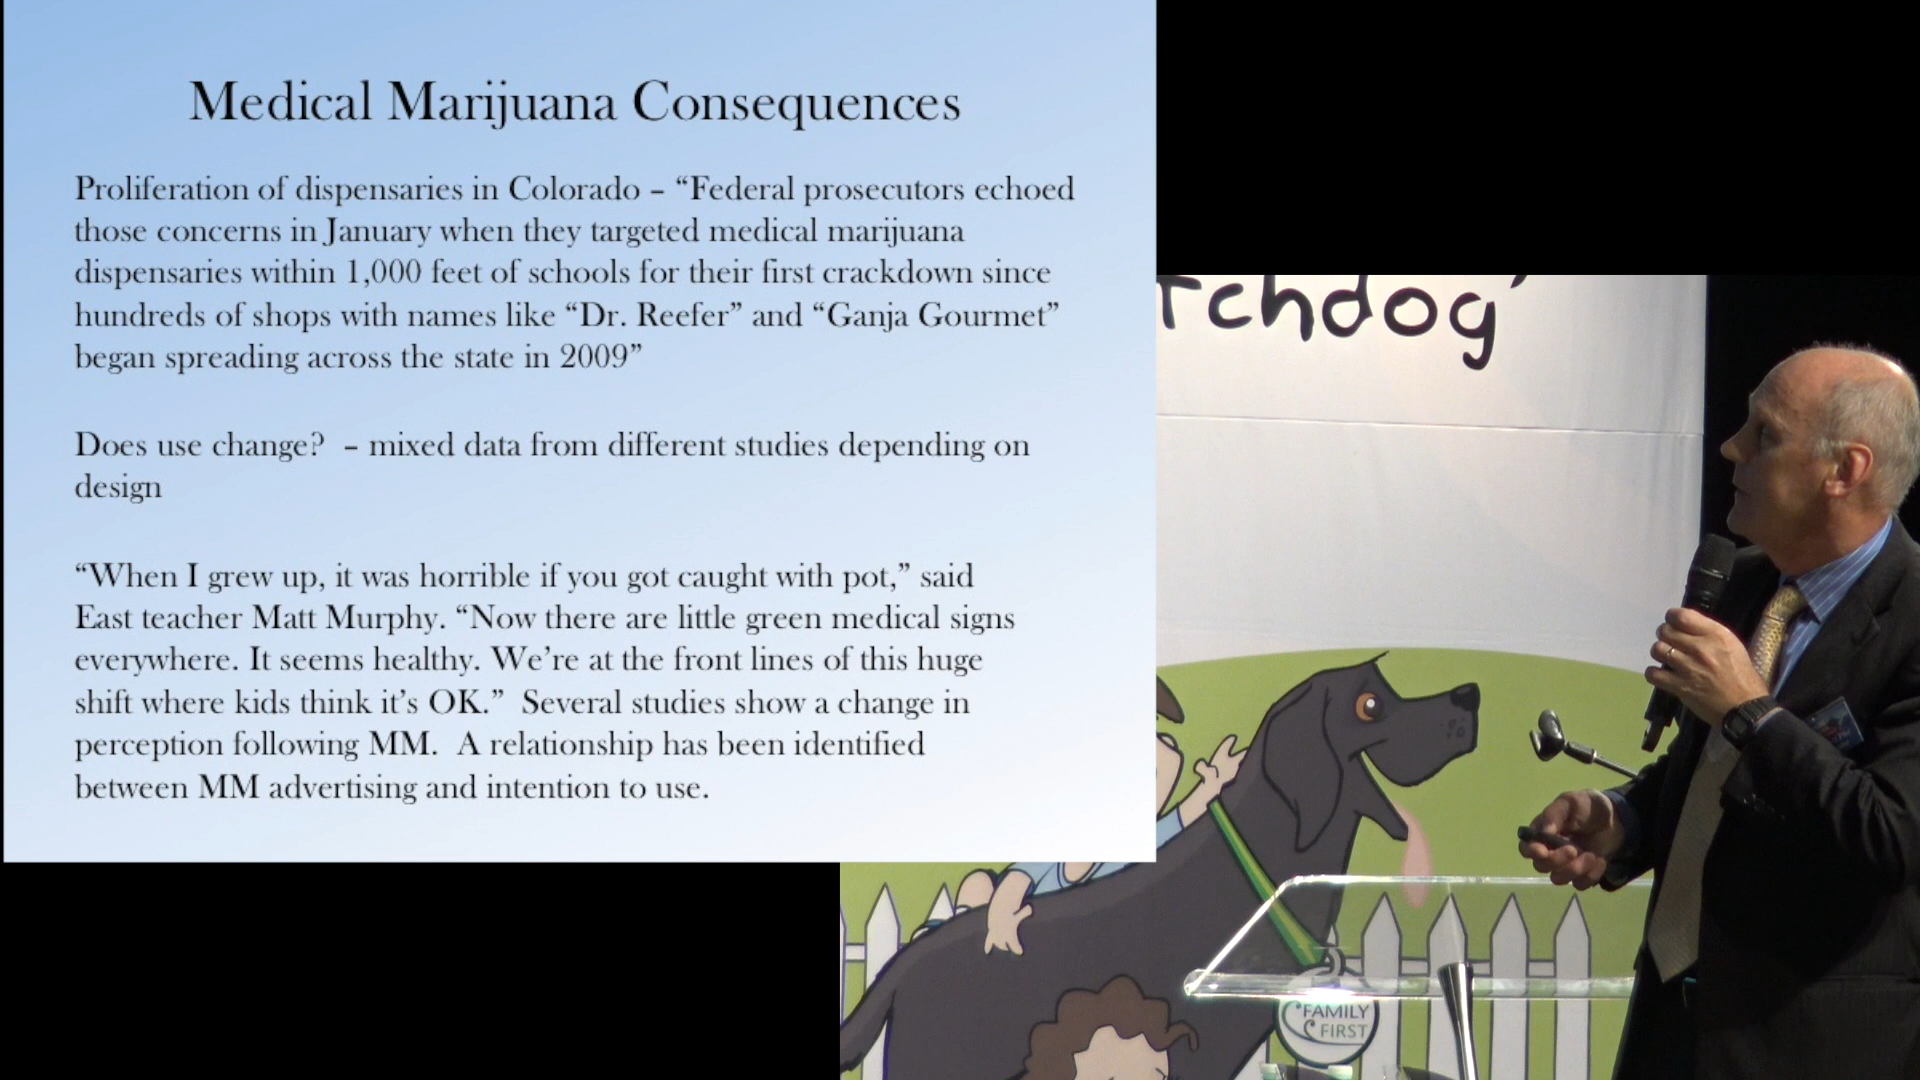 Medical Marijuana Consequences
Proliferation of dispensaries in Colorado – “Federal prosecutors echoed
those concerns in January when they targeted medical marijuana
dispensaries within 1,000 feet of schools for their first crackdown since
hundreds of shops with names like “Dr. Reefer” and “Ganja Gourmet”
began spreading across the state in 2009”
Does use change?  – mixed data from different studies depending on
design
“When I grew up, it was horrible if you got caught with pot,” said
East teacher Matt Murphy. “Now there are little green medical signs
everywhere. It seems healthy. We’re at the front lines of this huge
shift where kids think it’s OK.”  Several studies show a change in
perception following MM.  A relationship has been identified
between MM advertising and intention to use.
tchdog’
FAMILY
FIRST